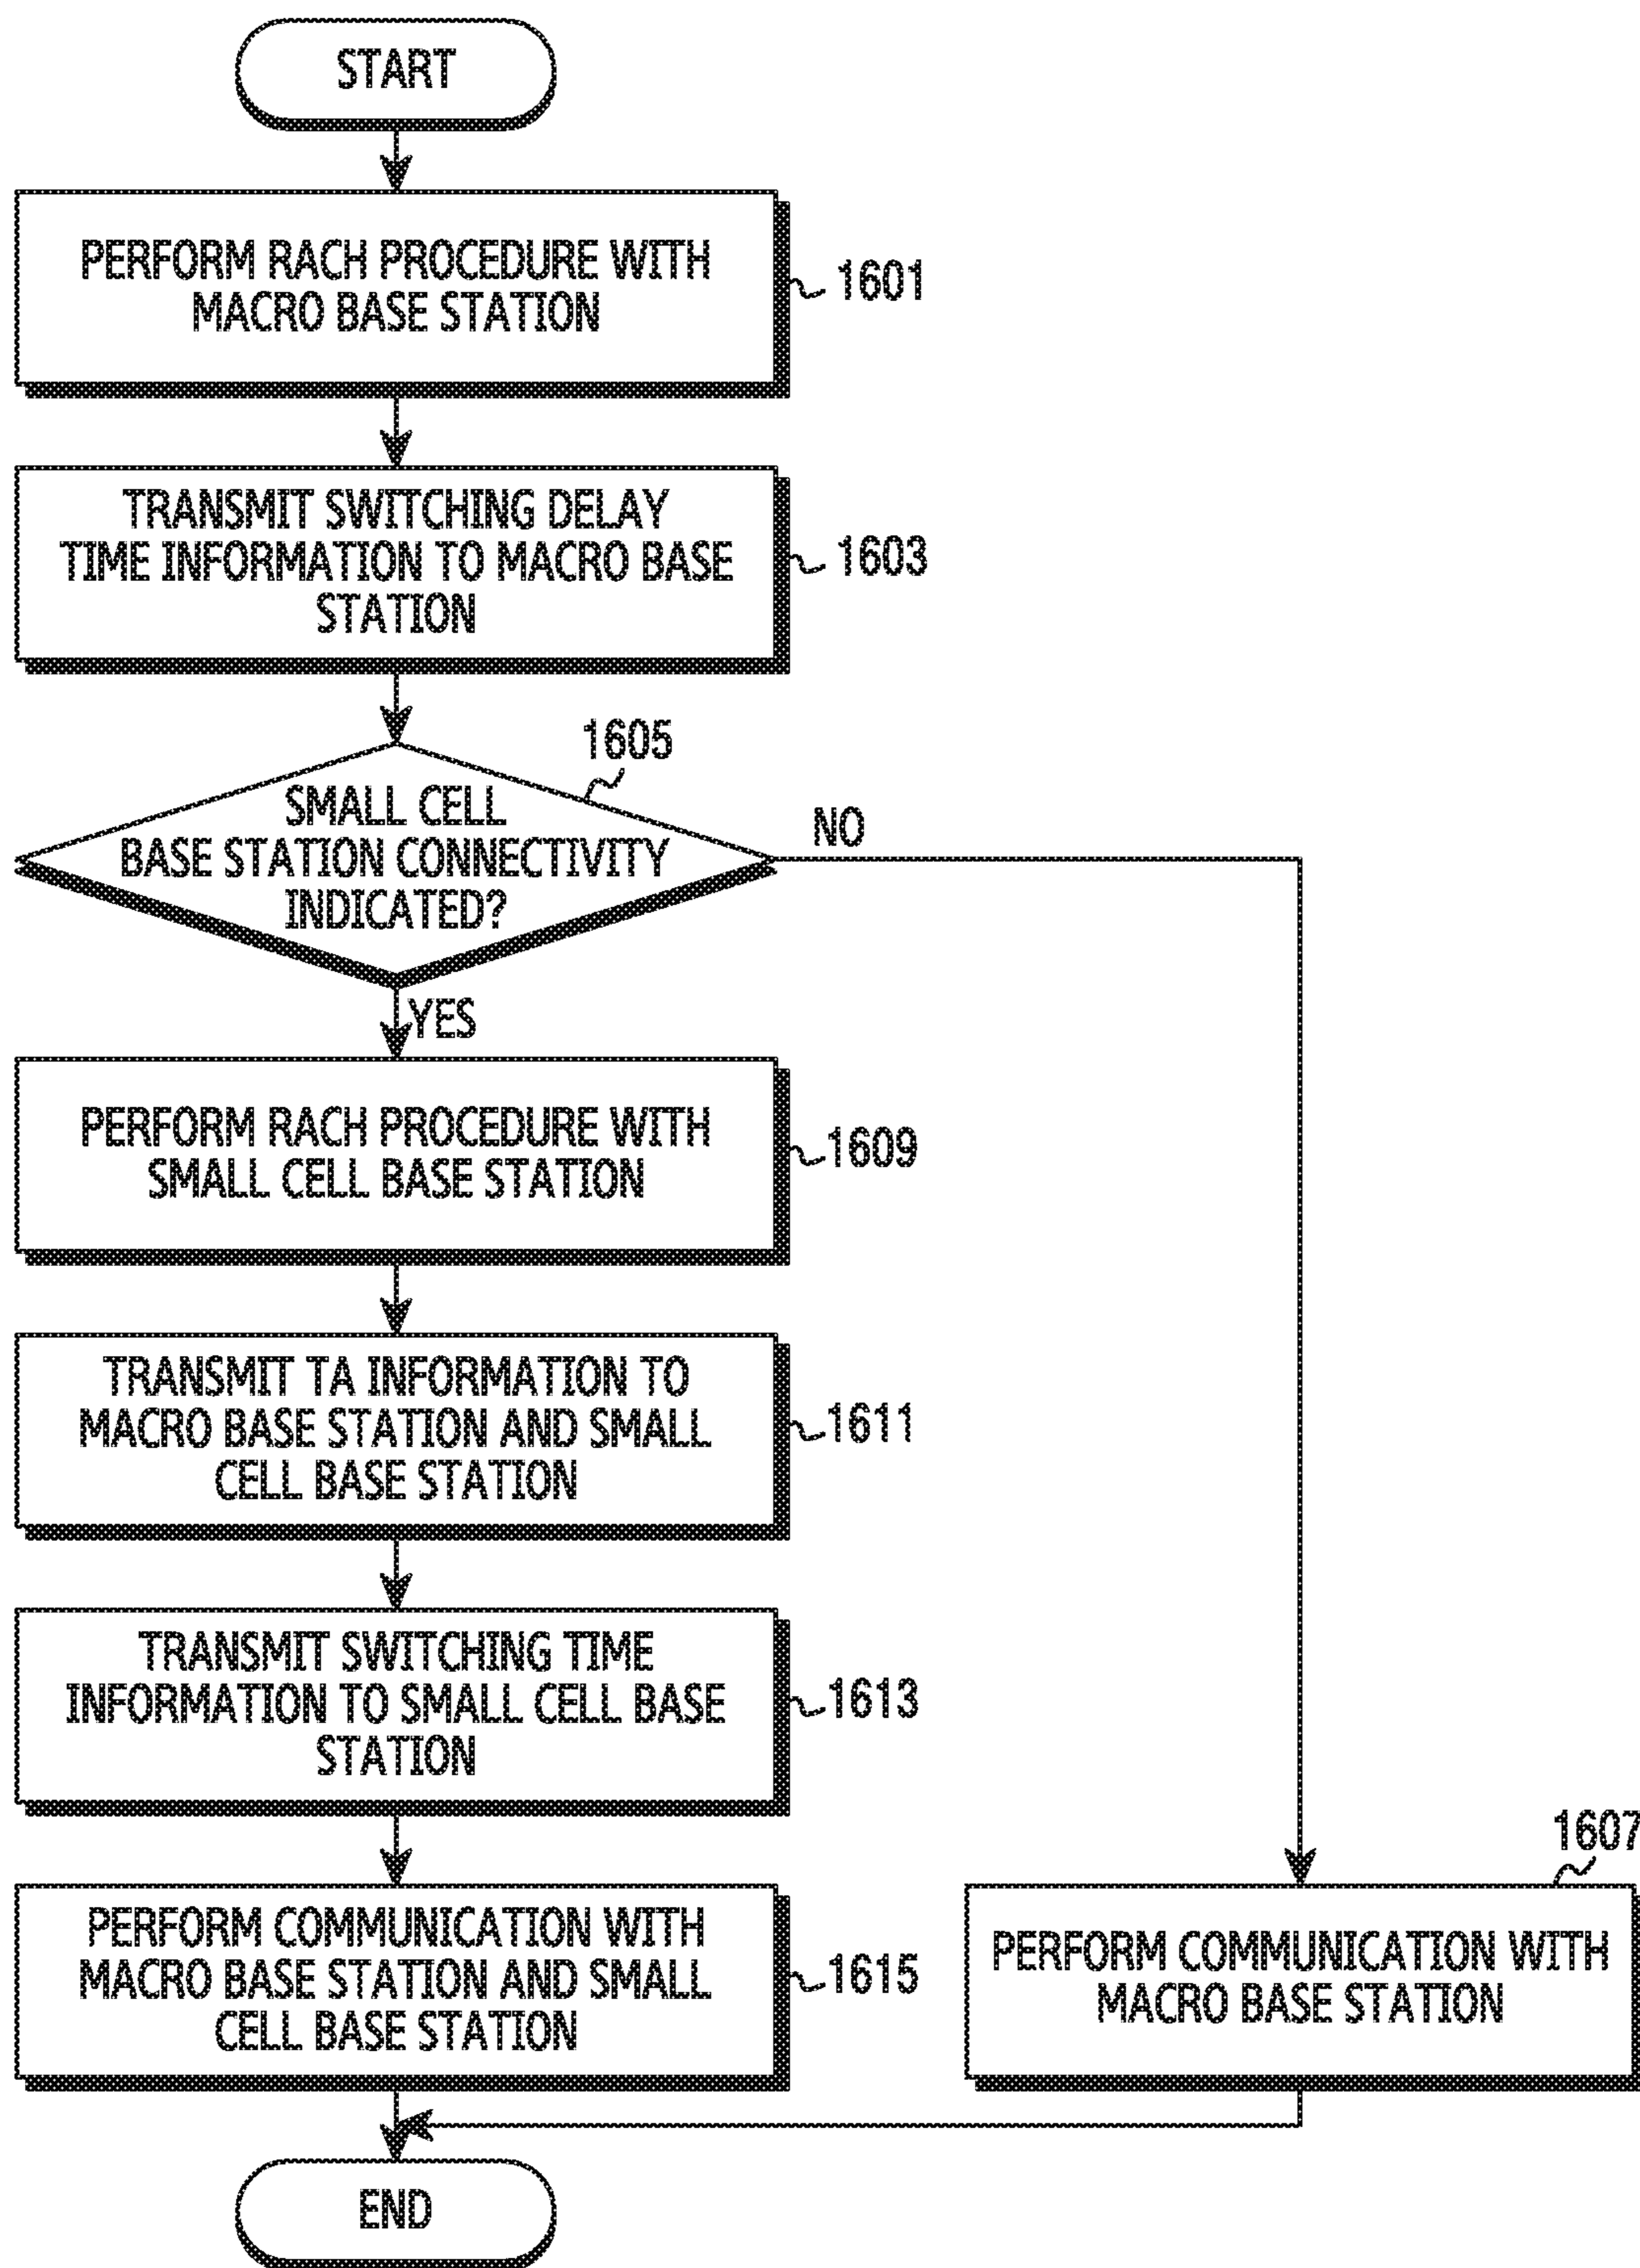 START
PERFORM RACH PROCEDURE WITH
MACRO BASE STATION
1601
TRANSMIT SWITCHING DELAY
TIME INFORMATION TO MACRO BASE
STATION
1603
1605
SMALL CELL
BASE STATION CONNECTIVITY
INDICATED?
NO
YES
PERFORM RACH PROCEDURE WITH
SMALL CELL BASE STATION
1609
TRANSMIT TA INFORMATION TO
MACRO BASE STATION AND SMALL
CELL BASE STATION
1611
TRANSMIT SWITCHING TIME
INFORMATION TO SMALL CELL BASE
STATION
1613
PERFORM COMMUNICATION WITH
MACRO BASE STATION AND SMALL
CELL BASE STATION
1615
1607
PERFORM COMMUNICATION WITH
MACRO BASE STATION
END